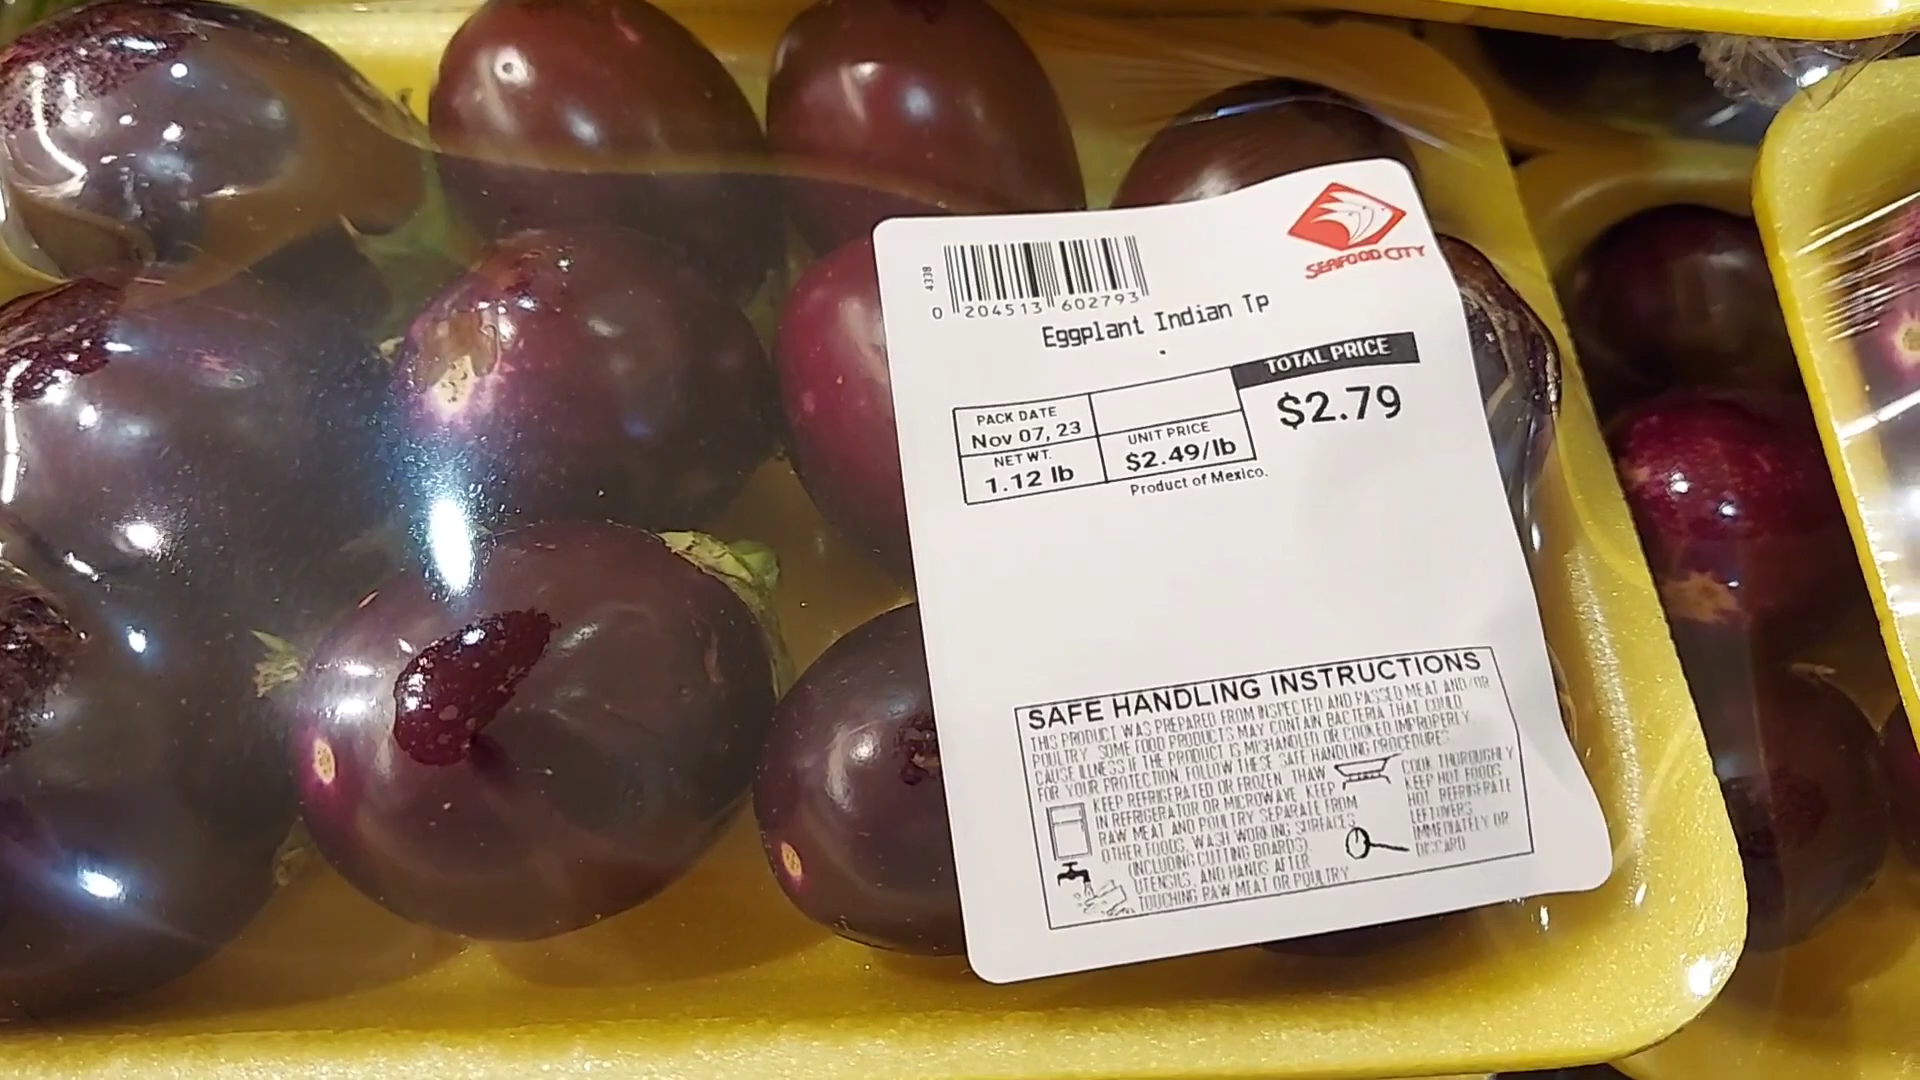 SEAFOOD CITY
4338
0 204513 602793
Eggplant Indian Tp
TOTAL PRICE
$2.79
PACK DATE
Nov 07, 23
NET WT.
1.12 lb
UNIT PRICE
$2.49/lb
Product of Mexico.
SAFE HANDLING INSTRUCTIONS
THIS PRODUCT WAS PREPARED FROM INSPECTED AND PASSED MEAT AND/OR
POULTRY. SOME FOOD PRODUCTS MAY CONTAIN BACTERIA THAT COULD
CAUSE ILLNESS IF THE PRODUCT IS MISHANDLED OR COOKED IMPROPERLY
FOR YOUR PROTECTION FOLLOW THESE SAFE HANDLING PROCEDURES
KEEP REFRIGERATED OR FROZEN THAW
IN REFRIGERATOR OR MICROWAVE. KEEP
RAW MEAT AND POULTRY SEPARATE FROM
OTHER FOODS. WASH WORKING SURFACES
(INCLUDING CUTTING BOARDS)
UTENSILS, AND HANDS AFTER
TOUCHING RAW MEAT OR POULTRY
COOK THOROUGHLY
KEEP HOT FOODS
HOT REFRIGERATE
LEFTOVERS
IMMEDIATELY OR
DISCARD